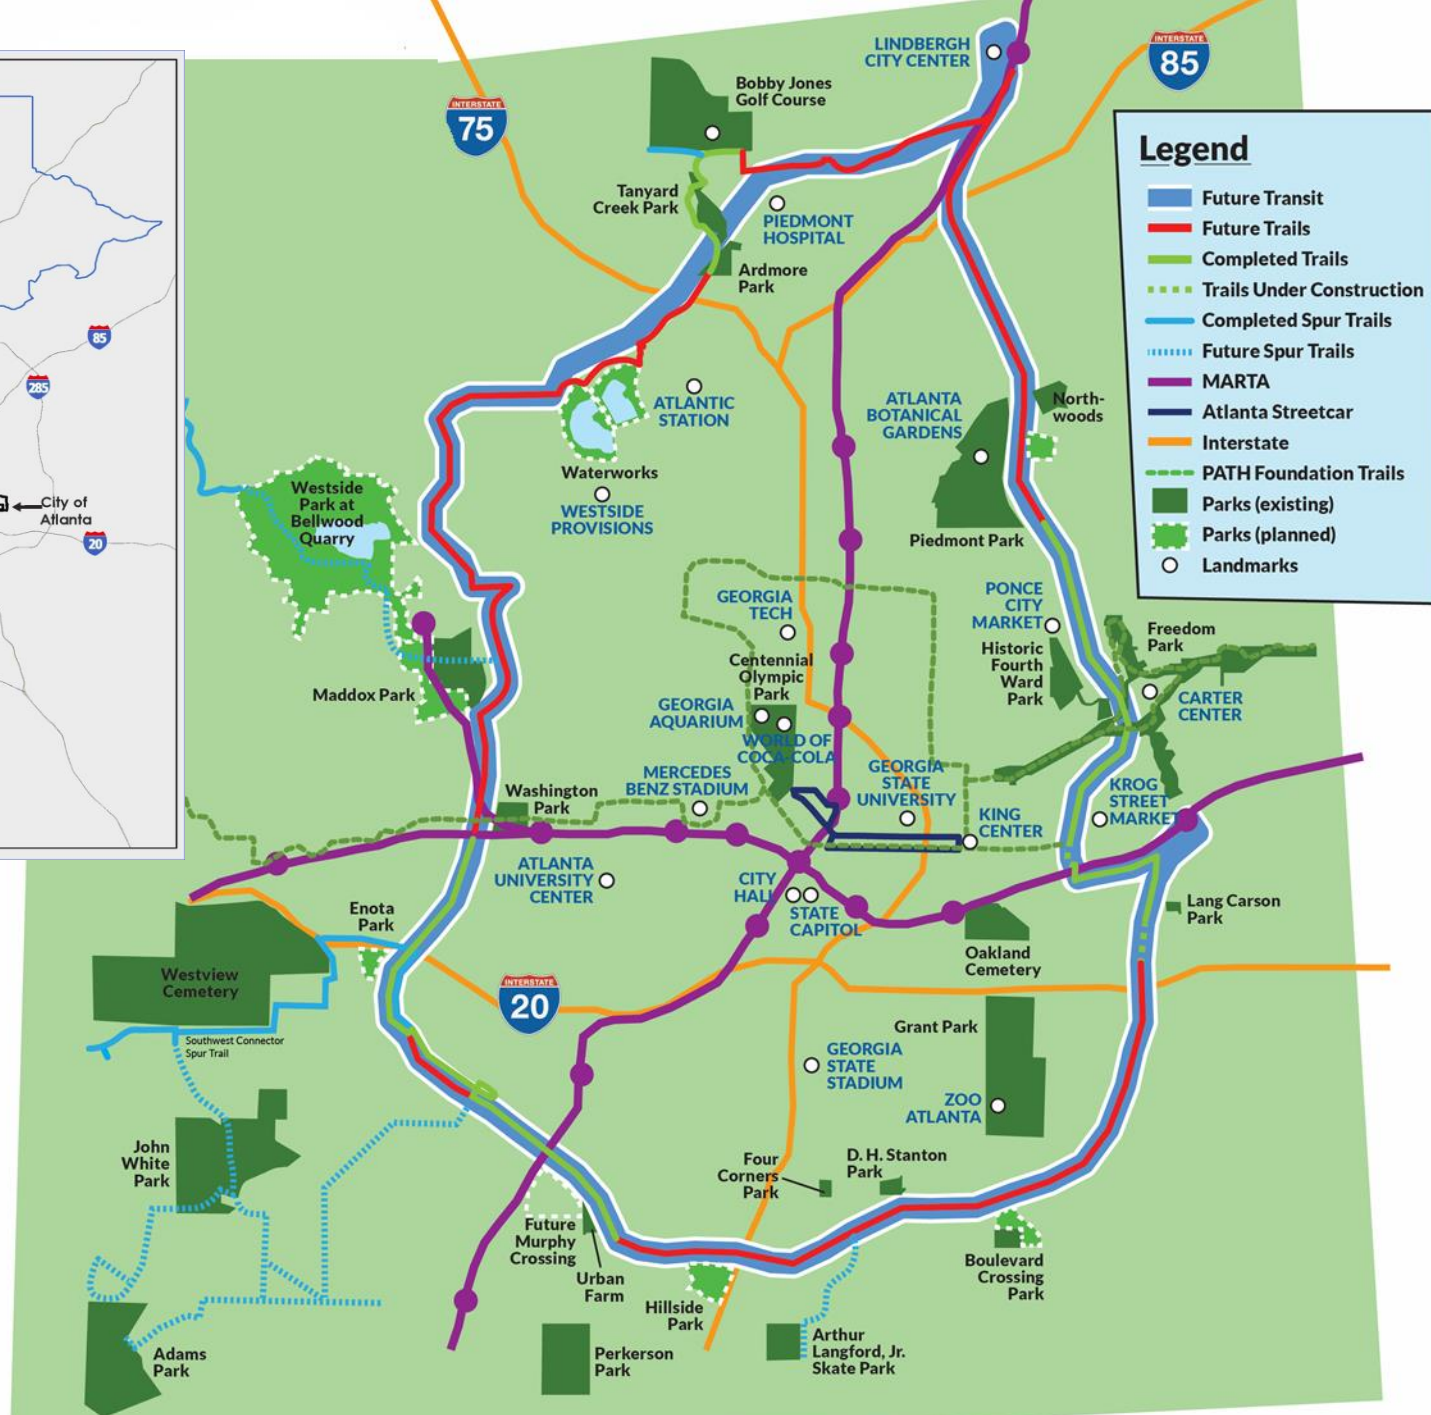 LINDBERGH
CITY CENTER
INTERSTATE
85
INTERSTATE
75
Bobby Jones
Golf Course
Tanyard
Creek Park
PIEDMONT
HOSPITAL
Ardmore
Park
Legend
Future Transit
Future Trails
Completed Trails
Trails Under Construction
Completed Spur Trails
Future Spur Trails
MARTA
Atlanta Streetcar
Interstate
PATH Foundation Trails
Parks (existing)
Parks (planned)
Landmarks
85
285
City of
Atlanta
20
ATLANTIC
STATION
ATLANTA
BOTANICAL
GARDENS
North-
woods
Waterworks
WESTSIDE
PROVISIONS
Westside
Park at
Bellwood
Quarry
Piedmont Park
GEORGIA
TECH
PONCE
CITY
MARKET
Historic
Fourth
Ward
Park
Freedom
Park
CARTER
CENTER
Centennial
Olympic
Park
Maddox Park
GEORGIA
AQUARIUM
WORLD OF
COCA-COLA
MERCEDES
BENZ STADIUM
GEORGIA
STATE
UNIVERSITY
Washington
Park
KING
CENTER
KROG
STREET
MARKET
ATLANTA
UNIVERSITY
CENTER
CITY
HALL
STATE
CAPITOL
Enota
Park
Lang Carson
Park
Oakland
Cemetery
Westview
Cemetery
INTERSTATE
20
Southwest Connector
Spur Trail
Grant Park
GEORGIA
STATE
STADIUM
ZOO
ATLANTA
John
White
Park
Four
Corners
Park
D. H. Stanton
Park
Future
Murphy
Crossing
Urban
Farm
Hillside
Park
Boulevard
Crossing
Park
Adams
Park
Perkerson
Park
Arthur
Langford, Jr.
Skate Park